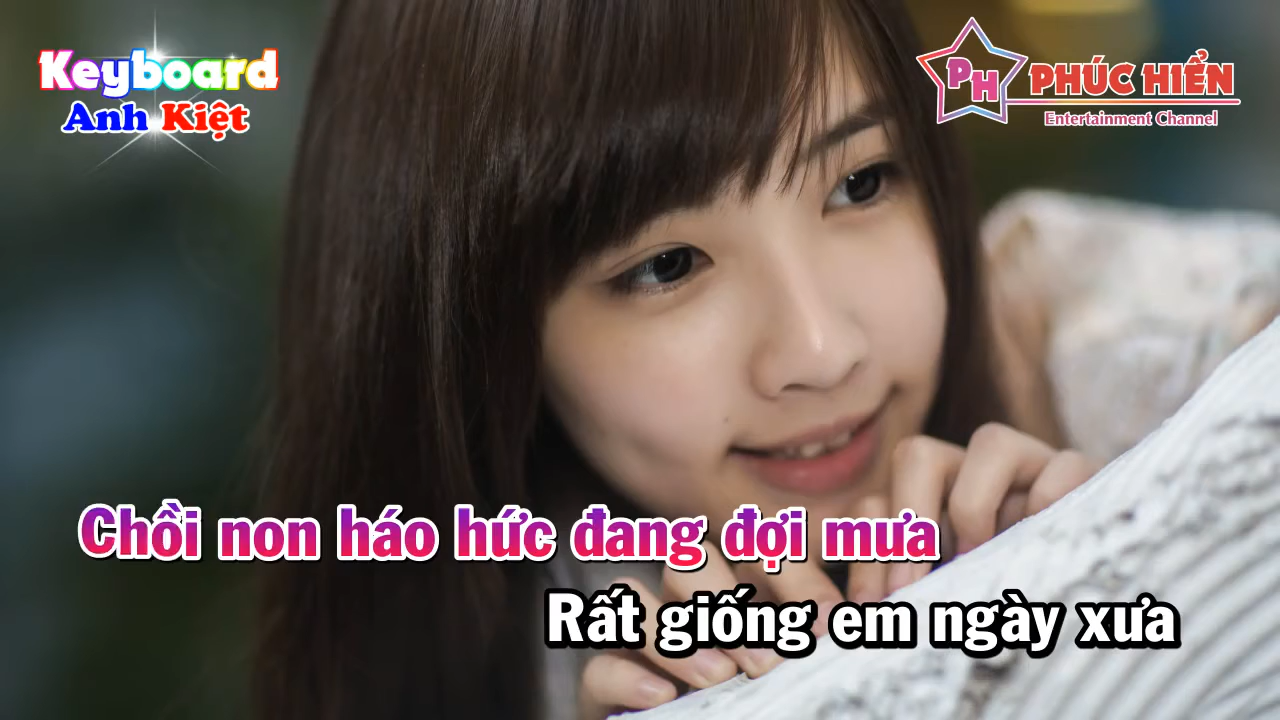 Keyboard
Anh Kiệt
PH PHÚC HIỂN
Entertainment Channel
Chồi non háo hức đang đợi mưa
Rất giống em ngày xưa